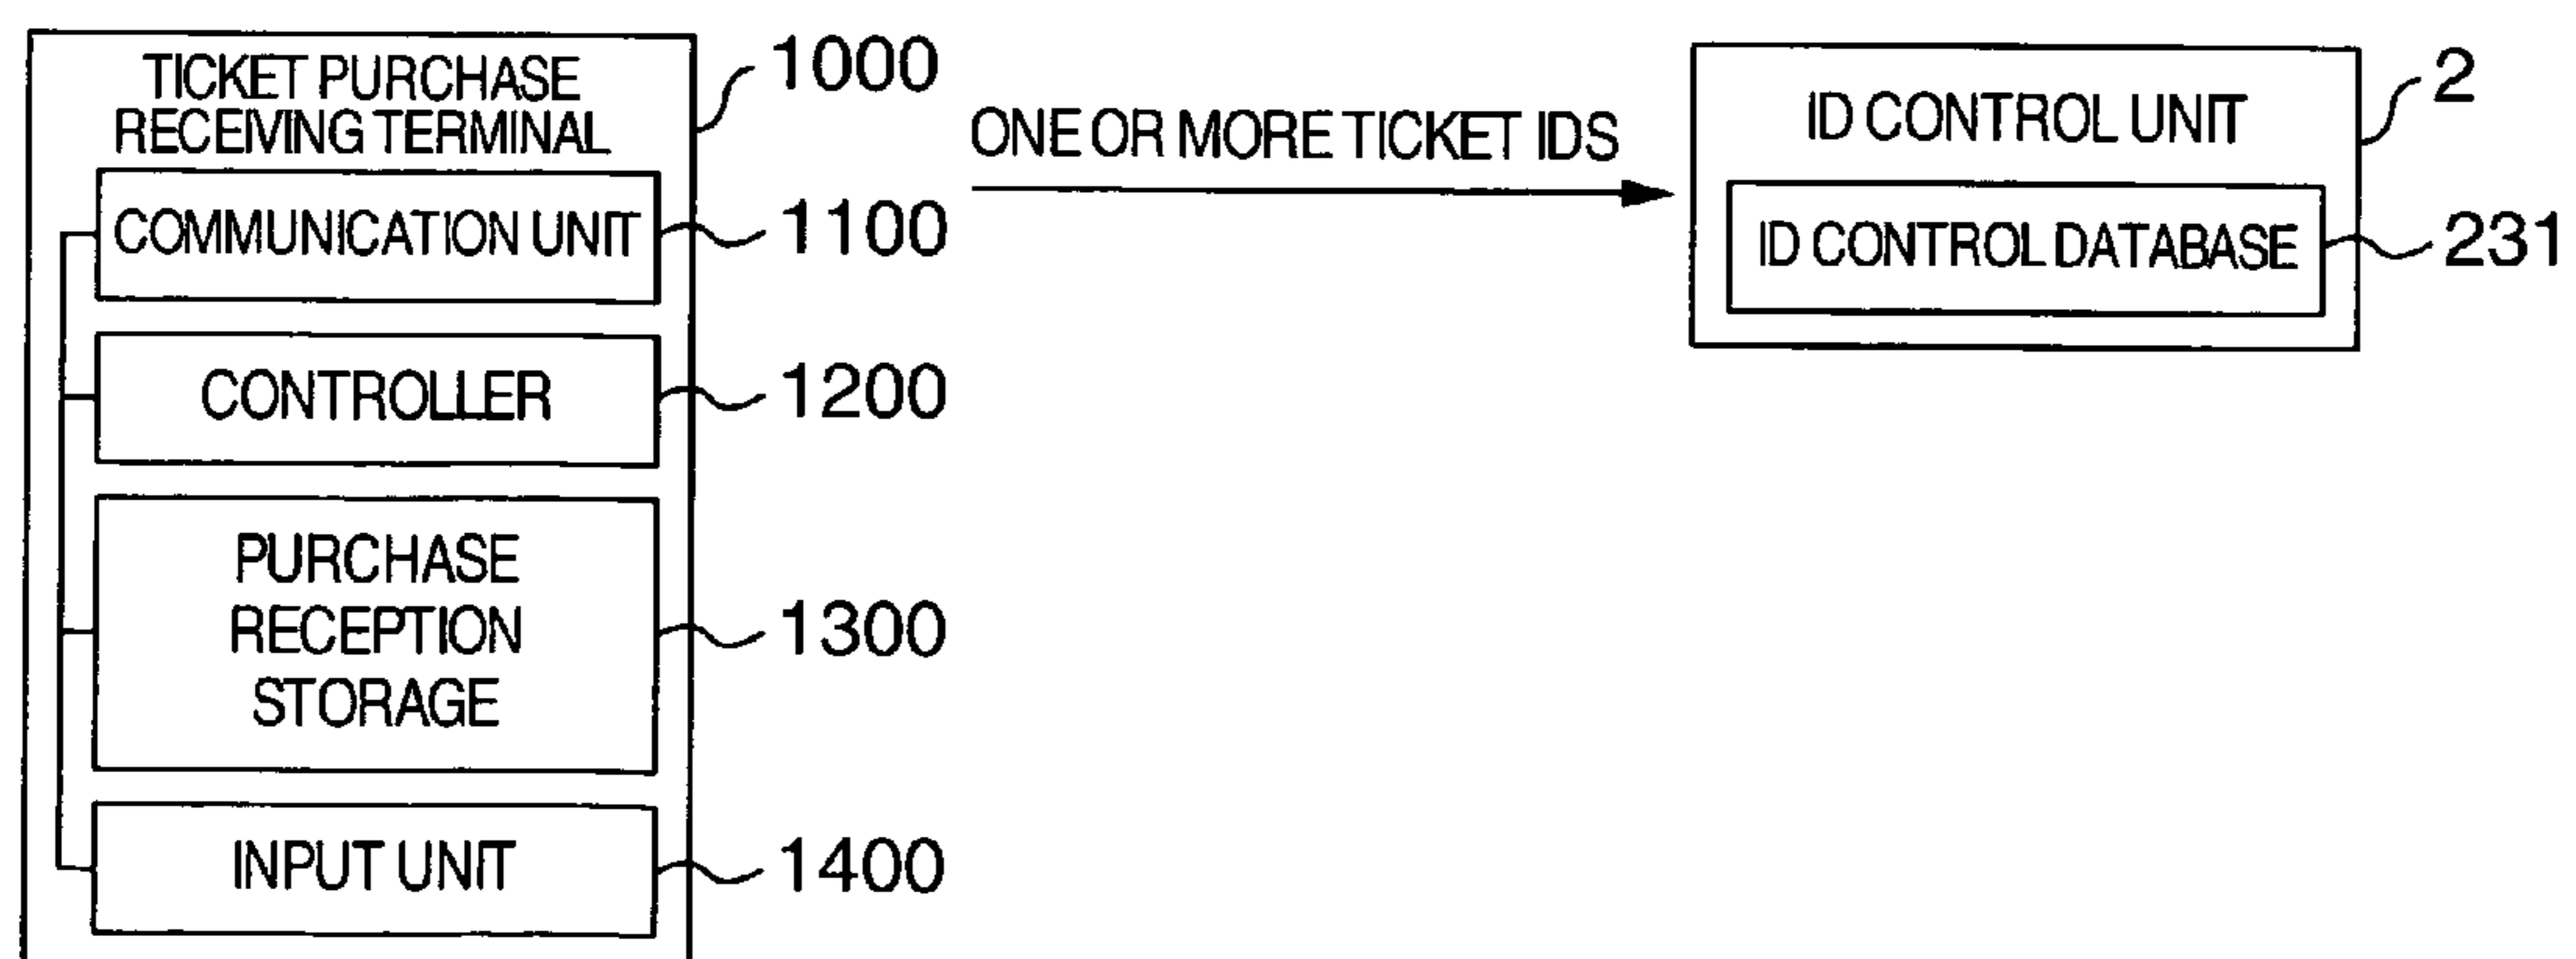 TICKET PURCHASE
RECEIVING TERMINAL
1000
COMMUNICATION UNIT
1100
CONTROLLER
1200
PURCHASE
RECEPTION
STORAGE
1300
INPUT UNIT
1400
ONE OR MORE TICKET IDS
ID CONTROL UNIT
2
ID CONTROL DATABASE
231